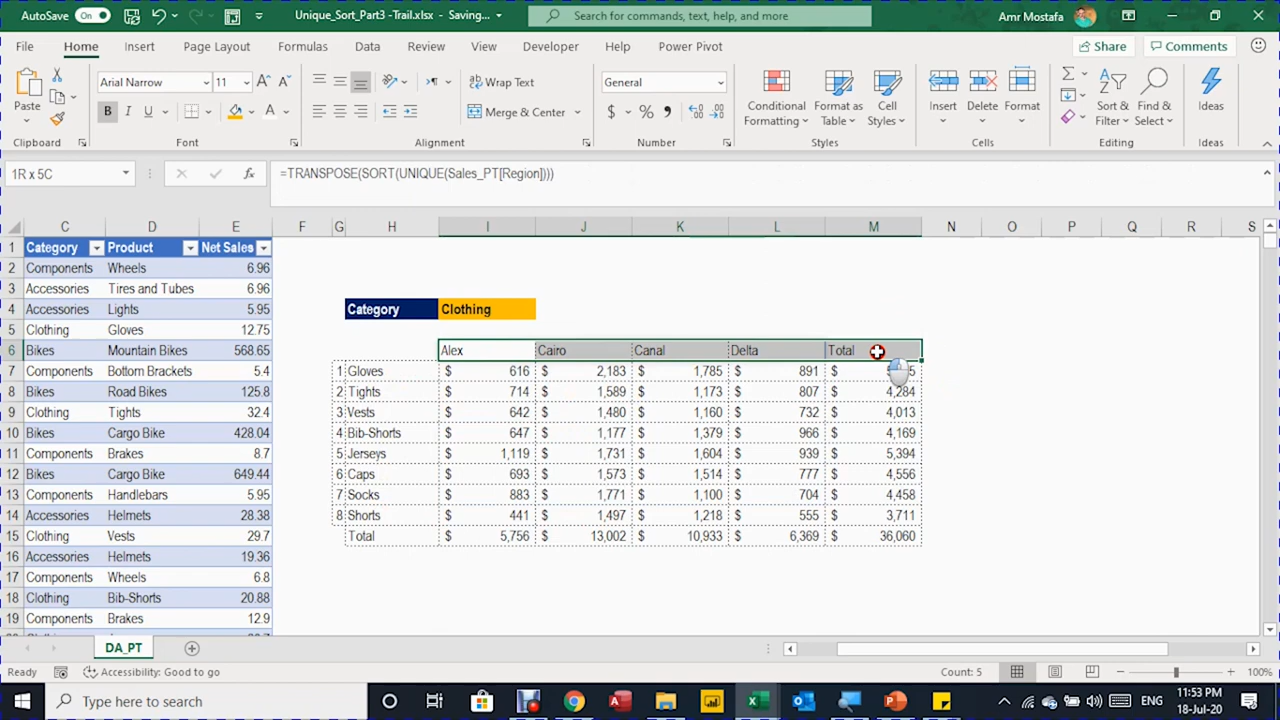 AutoSave On Unique_Sort_Part3 -Trail.xlsx - Saving... Search for commands, text, help, and more Amr Mostafa
File Home Insert Page Layout Formulas Data Review View Developer Help Power Pivot Share Comments
Paste Arial Narrow 11 Wrap Text General
B I U Merge & Center $ % Conditional Formatting Format as Table Cell Styles Insert Delete Format Sort & Filter Find & Select Ideas
Clipboard Font Alignment Number Styles Cells Editing Ideas
1R x 5C fx =TRANSPOSE(SORT(UNIQUE(Sales_PT[Region])))
C D E F G H I J K L M N O P Q R S
1 Category Product Net Sales
2 Components Wheels 6.96
3 Accessories Tires and Tubes 6.96
4 Accessories Lights 5.95 Category Clothing
5 Clothing Gloves 12.75
6 Bikes Mountain Bikes 568.65 Alex Cairo Canal Delta Total
7 Components Bottom Brackets 5.4 1 Gloves $ 616 $ 2,183 $ 1,785 $ 891 $
8 Bikes Road Bikes 125.8 2 Tights $ 714 $ 1,589 $ 1,173 $ 807 $ 4,284
9 Clothing Tights 32.4 3 Vests $ 642 $ 1,480 $ 1,160 $ 732 $ 4,013
10 Bikes Cargo Bike 428.04 4 Bib-Shorts $ 647 $ 1,177 $ 1,379 $ 966 $ 4,169
11 Components Brakes 8.7 5 Jerseys $ 1,119 $ 1,731 $ 1,604 $ 939 $ 5,394
12 Bikes Cargo Bike 649.44 6 Caps $ 693 $ 1,573 $ 1,514 $ 777 $ 4,556
13 Components Handlebars 5.95 7 Socks $ 883 $ 1,771 $ 1,100 $ 704 $ 4,458
14 Accessories Helmets 28.38 8 Shorts $ 441 $ 1,497 $ 1,218 $ 555 $ 3,711
15 Clothing Vests 29.7 Total $ 5,756 $ 13,002 $ 10,933 $ 6,369 $ 36,060
16 Accessories Helmets 19.36
17 Components Wheels 6.8
18 Clothing Bib-Shorts 20.88
19 Components Brakes 12.9
DA_PT
Ready Accessibility: Good to go Count: 5 100%
Type here to search ENG 11:53 PM
18-Jul-20